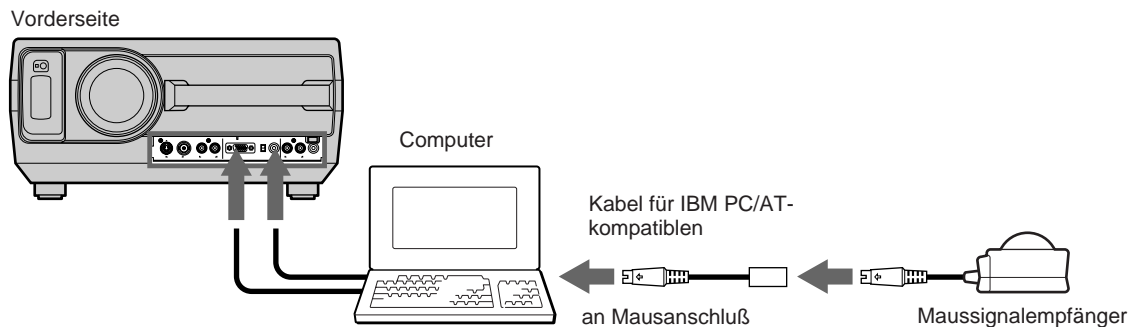 Vorderseite
Computer
Kabel für IBM PC/AT-
kompatiblen
an Mausanschluß
Maussignalempfänger